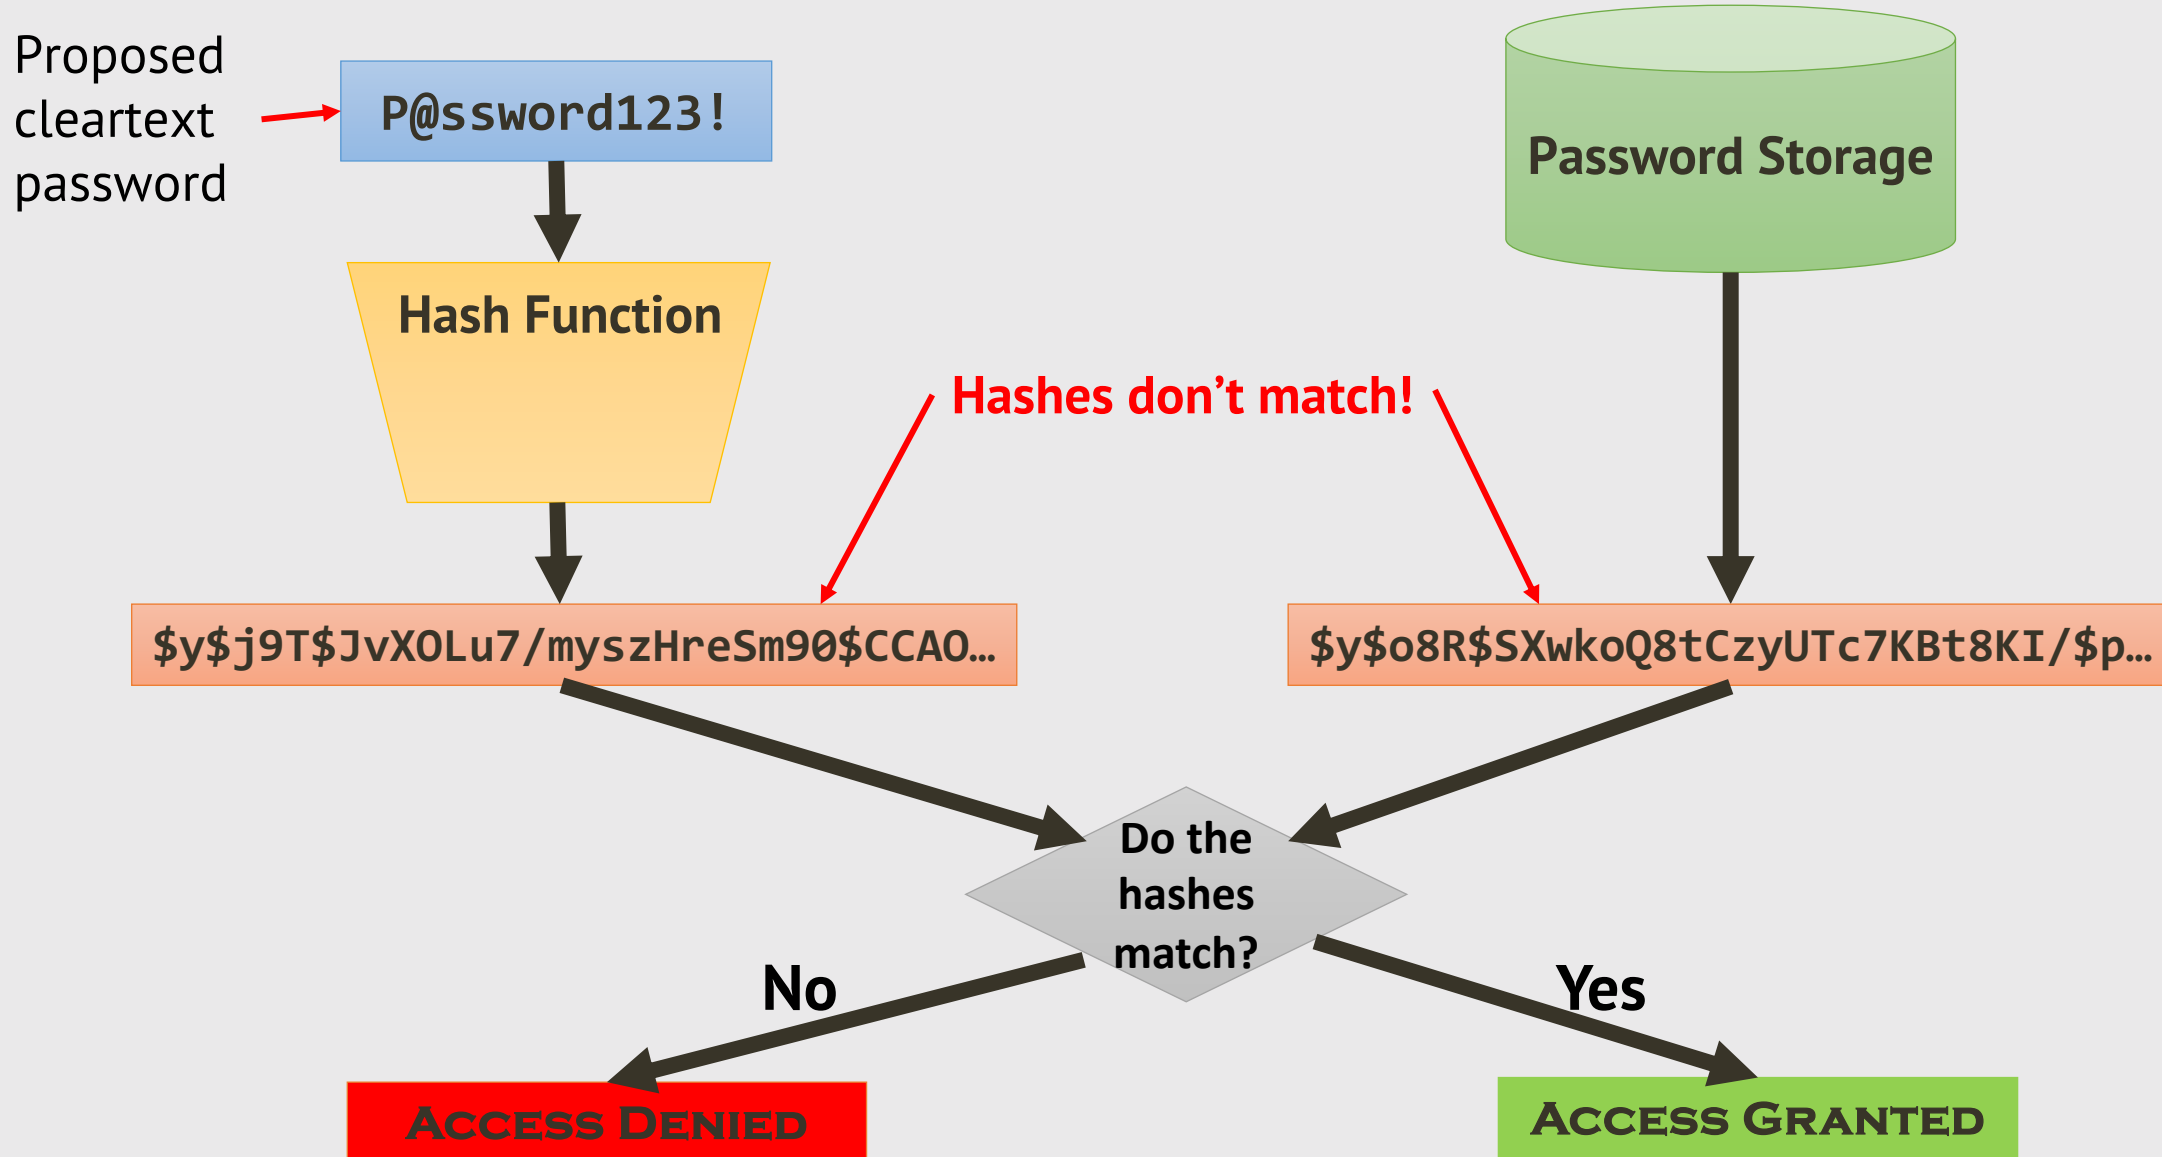 Proposed
cleartext
password
P@ssword123!
Password Storage
Hash Function
Hashes don’t match!
$y$j9T$JvXOLu7/myszHreSm90$CCAO…
$y$o8R$SXwkoQ8tCzyUTc7KBt8KI/$p…
Do the
hashes
match?
No
Yes
Access Denied
Access Granted